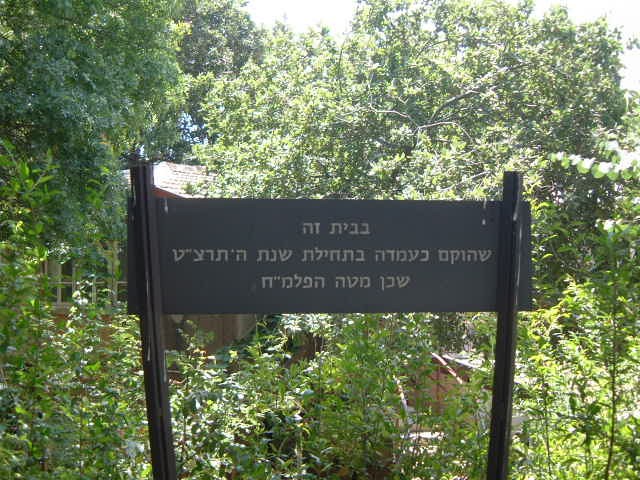 בבית זה
שהוקם כעמדה בתחילת שנת ה׳תרצ״ט
שכן מטה הפלמ״ח